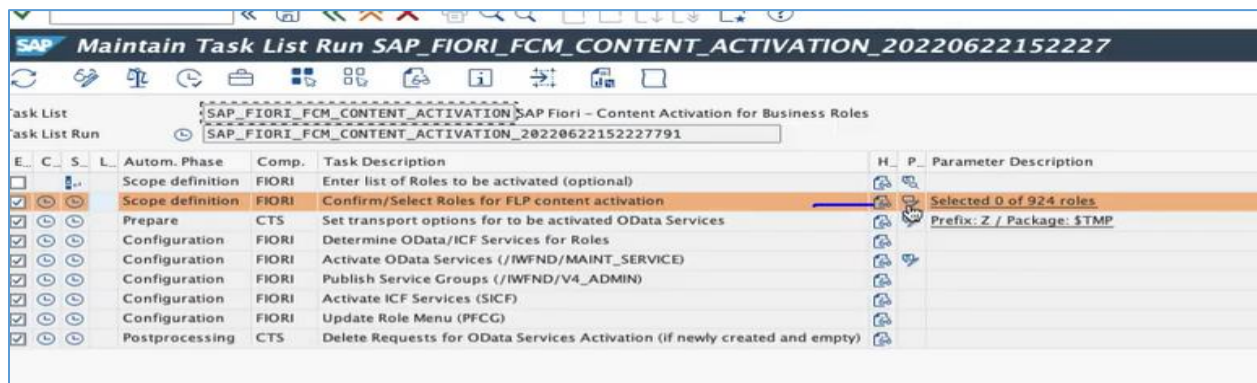 SAP Maintain Task List Run SAP_FIORI_FCM_CONTENT_ACTIVATION_20220622152227
ask List SAP_FIORI_FCM_CONTENT_ACTIVATION SAP Fiori - Content Activation for Business Roles
ask List Run SAP_FIORI_FCM_CONTENT_ACTIVATION_20220622152227791
E.. C.. S.. L.. Autom. Phase Comp. Task Description H.. P.. Parameter Description
Scope definition FIORI Enter list of Roles to be activated (optional)
Scope definition FIORI Confirm/Select Roles for FLP content activation Selected 0 of 924 roles
Prepare CTS Set transport options for to be activated OData Services Prefix: Z / Package: $TMP
Configuration FIORI Determine OData/ICF Services for Roles
Configuration FIORI Activate OData Services (/IWFND/MAINT_SERVICE)
Configuration FIORI Publish Service Groups (/IWFND/V4_ADMIN)
Configuration FIORI Activate ICF Services (SICF)
Configuration FIORI Update Role Menu (PFCG)
Postprocessing CTS Delete Requests for OData Services Activation (if newly created and empty)